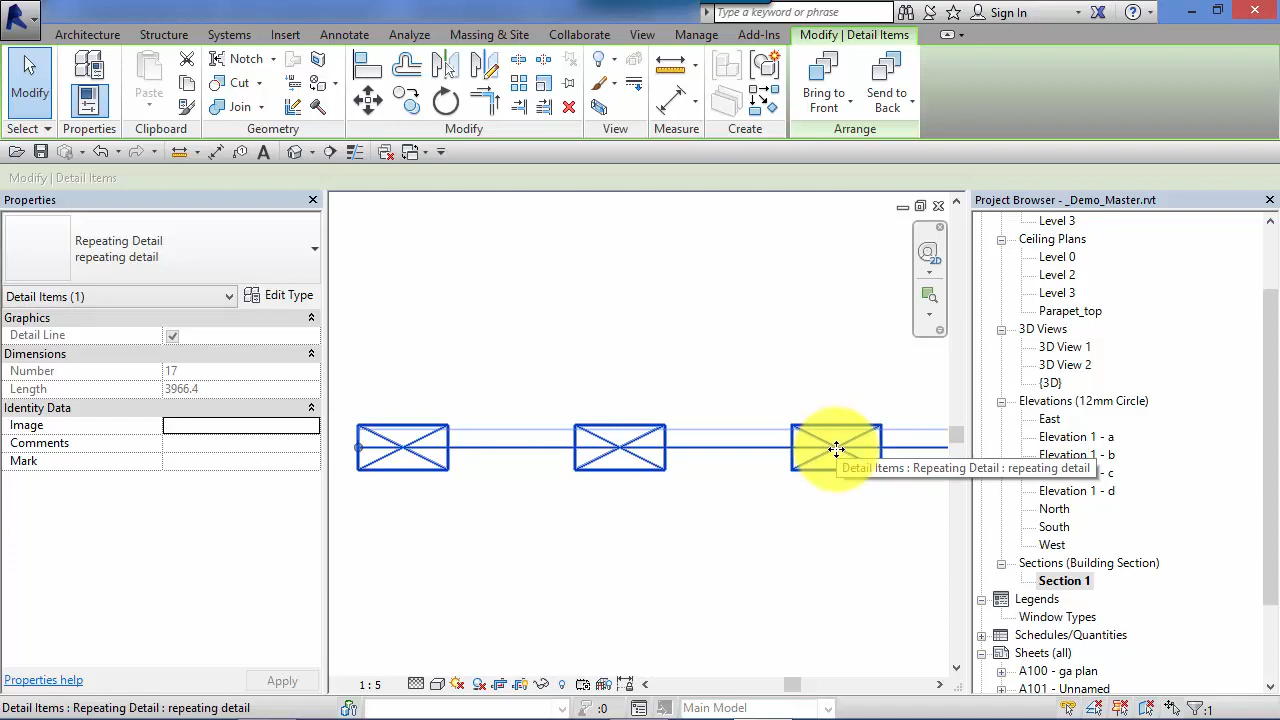 Type a keyword or phrase
Sign In
Architecture Structure Systems Insert Annotate Analyze Massing & Site Collaborate View Manage Add-Ins Modify | Detail Items
Modify
Paste
Notch
Cut
Join
Bring to Front
Send to Back
Select Properties Clipboard Geometry Modify View Measure Create Arrange
Modify | Detail Items
Properties
Repeating Detail
repeating detail
Detail Items (1)
Edit Type
Graphics
Detail Line
Dimensions
Number 17
Length 3966.4
Identity Data
Image
Comments
Mark
Properties help
Apply
2D
Detail Items : Repeating Detail : repeating detail
1 : 5
Project Browser - _Demo_Master.rvt
Level 3
Ceiling Plans
Level 0
Level 2
Level 3
Parapet_top
3D Views
3D View 1
3D View 2
{3D}
Elevations (12mm Circle)
East
Elevation 1 - a
Elevation 1 - b
c
Elevation 1 - d
North
South
West
Sections (Building Section)
Section 1
Legends
Window Types
Schedules/Quantities
Sheets (all)
A100 - ga plan
A101 - Unnamed
Detail Items : Repeating Detail : repeating detail
:0
Main Model
:1